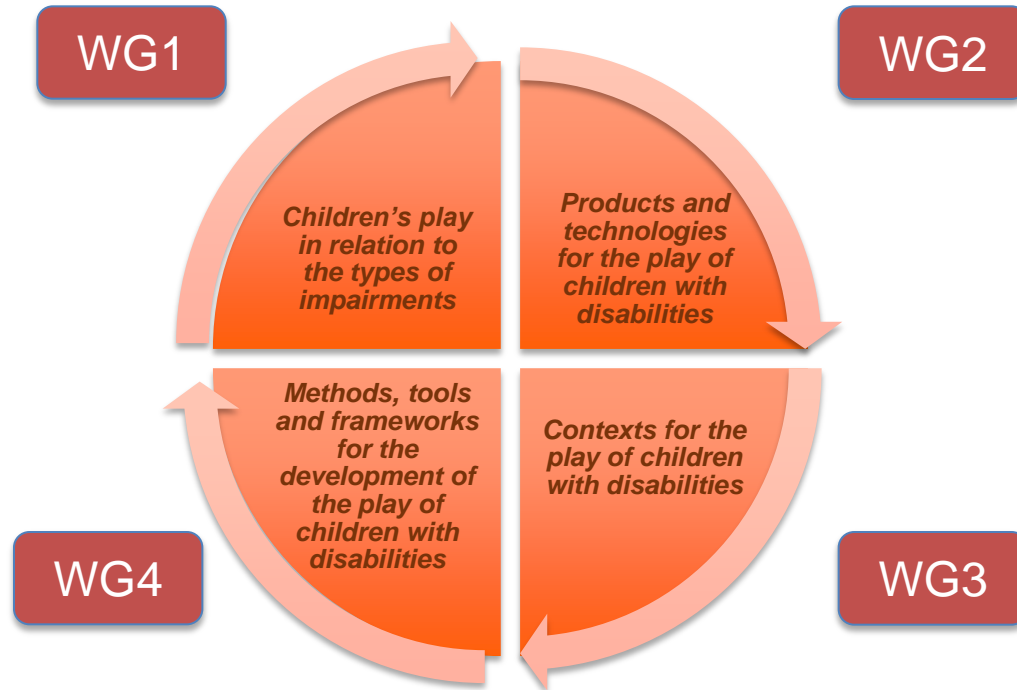 WG1
WG2
Children’s play
in relation to
the types of
impairments
Products and
technologies
for the play of
children with
disabilities
Methods, tools
and frameworks
for the
development of
the play of
children with
disabilities
Contexts for the
play of children
with disabilities
WG4
WG3